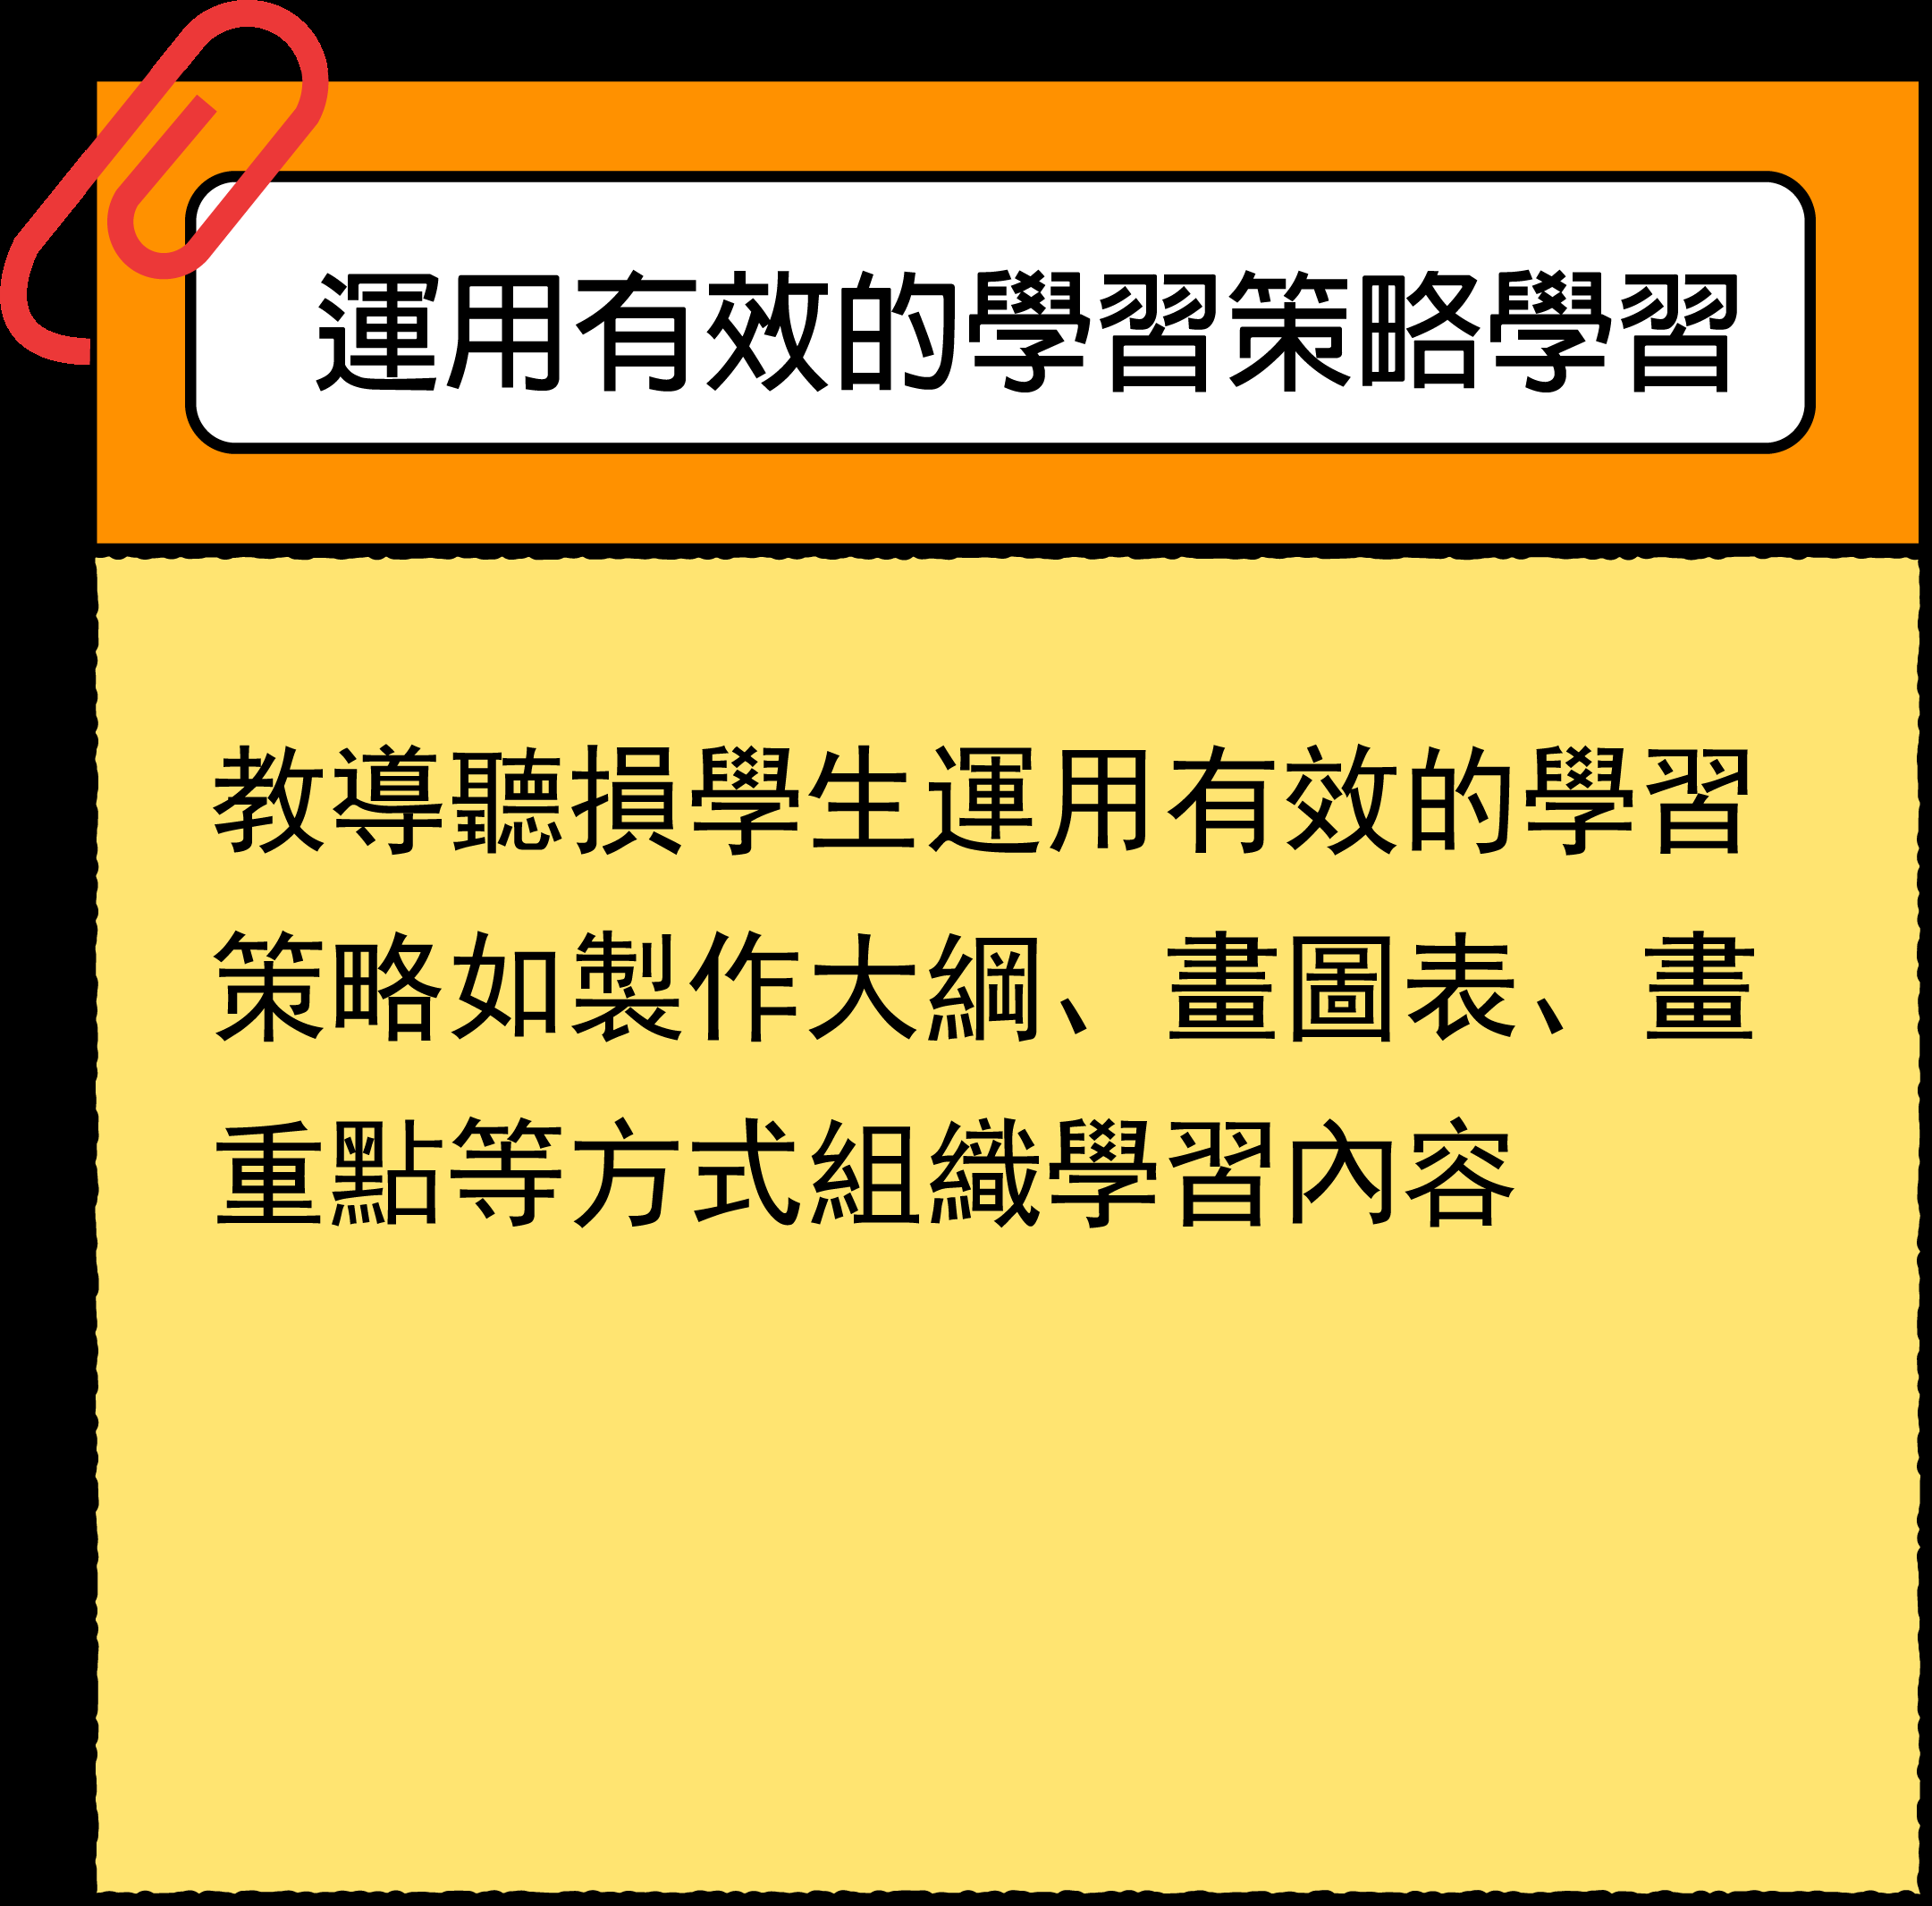 運用有效的學習策略學習
教導聽損學生運用有效的學習
策略如製作大綱、畫圖表、畫
重點等方式組織學習內容